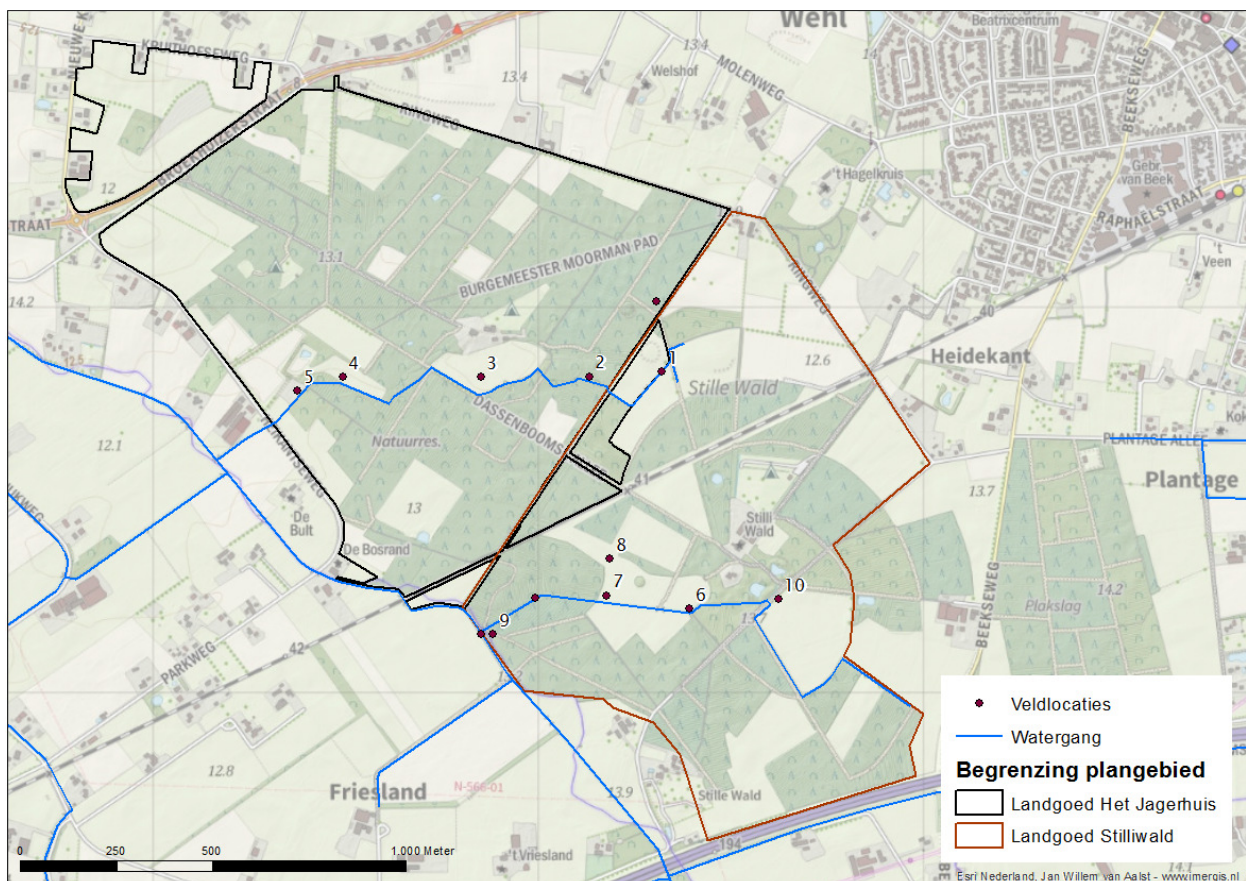 Wehl
Beatrixcentrum
13.4
14
Welshof
MOLENWEG
KRUITHOFSEWEG
13.4
BEEKSEWEG
RINGWEG
BROEKHUIZERSTRAAT
't Hagelkruis
Gebr
van Beek
12
STRAAT
RAPHAELSTRAAT
13.1
BURGEMEESTER MOORMAN PAD
't
Veen
14.2
RINGWEG
40
12.5
Heidekant
12.6
1
2
3
4
5
Stille Wald
DASSENBOOMS
Natuurres.
12.1
PLANTAGE ALLEE
Plantage
41
13.7
13
De
Bult
De Bosrand
Stilli
Wald
8
7
6
10
9
14.2
Plakslag
BEEKSEWEG
42
PARKWEG
12.8
Friesland
N-566-01
13.9
Stille Wald
't Vriesland
194
14.1
Veldlocaties
Watergang
Begrenzing plangebied
Landgoed Het Jagerhuis
Landgoed Stilliwald
0 250 500 1.000 Meter
Esri Nederland, Jan Willem van Aalst - www.imergis.nl